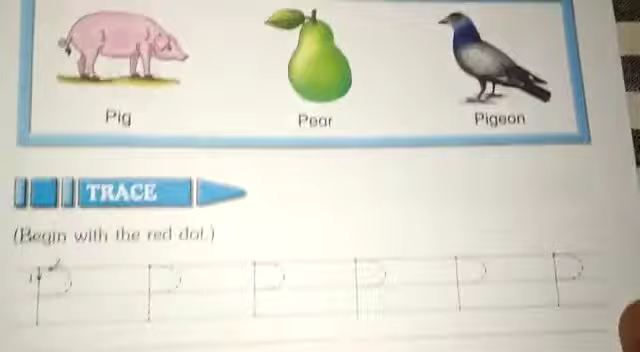 Pig Pear Pigeon
TRACE
(Begin with the red dot.)
P P P P P P